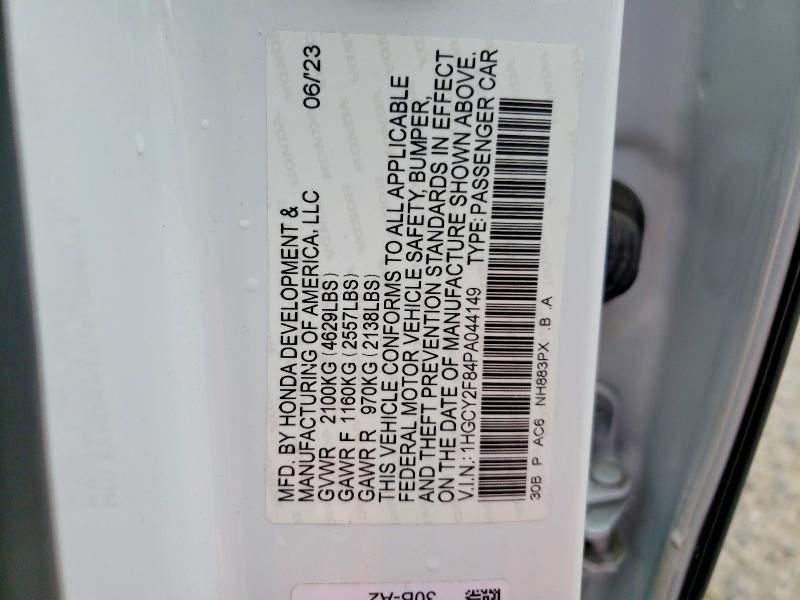 MFD. BY HONDA DEVELOPMENT &
MANUFACTURING OF AMERICA, LLC 06/'23
GVWR 2100KG (4629LBS)
GAWR F 1160KG (2557LBS)
GAWR R 970KG (2138LBS)
THIS VEHICLE CONFORMS TO ALL APPLICABLE
FEDERAL MOTOR VEHICLE SAFETY, BUMPER,
AND THEFT PREVENTION STANDARDS IN EFFECT
ON THE DATE OF MANUFACTURE SHOWN ABOVE.
V.I.N.: 1HGCY2F84PA044149 TYPE: PASSENGER CAR
30B P AC6 NH883PX .B .A
30B-A2